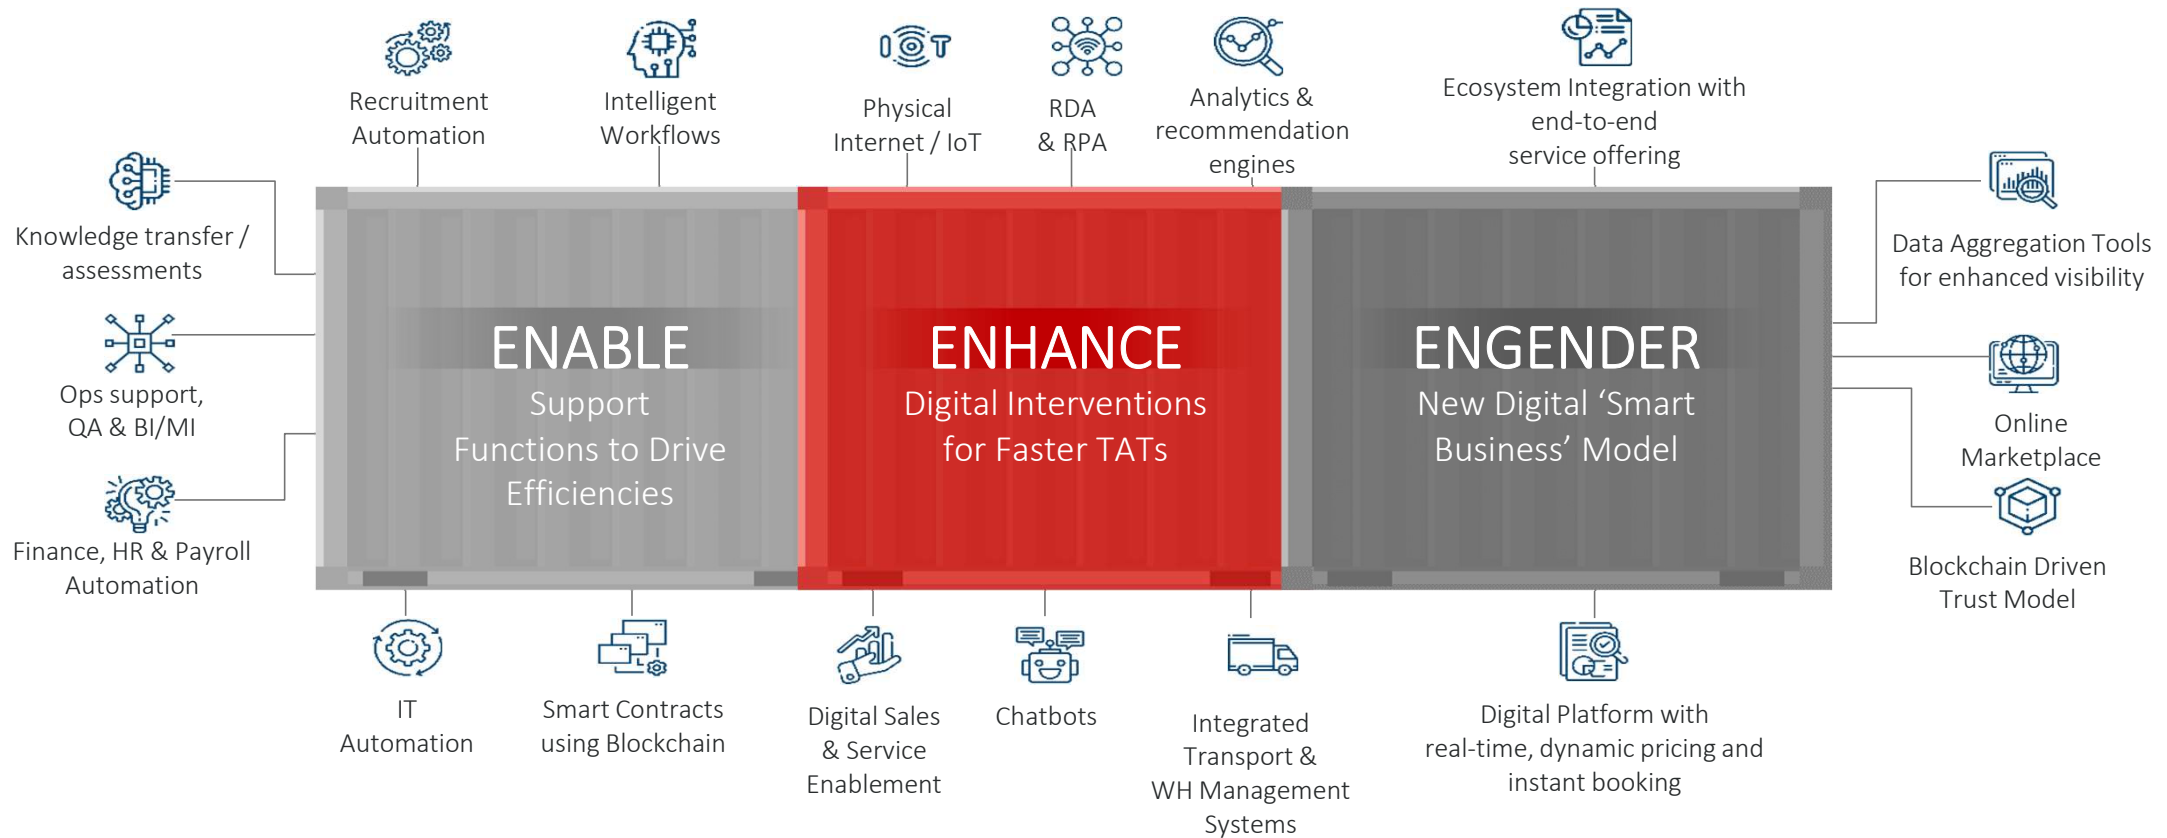 Recruitment
Automation
Intelligent
Workflows
IOT
Physical
Internet / IoT
RDA
& RPA
Analytics &
recommendation
engines
Ecosystem Integration with
end-to-end
service offering
Knowledge transfer /
assessments
Ops support,
QA & BI/MI
Finance, HR & Payroll
Automation
ENABLE
Support
Functions to Drive
Efficiencies
ENHANCE
Digital Interventions
for Faster TATs
ENGENDER
New Digital ‘Smart
Business’ Model
Data Aggregation Tools
for enhanced visibility
Online
Marketplace
Blockchain Driven
Trust Model
IT
Automation
Smart Contracts
using Blockchain
Digital Sales
& Service
Enablement
Chatbots
Integrated
Transport &
WH Management
Systems
Digital Platform with
real-time, dynamic pricing and
instant booking